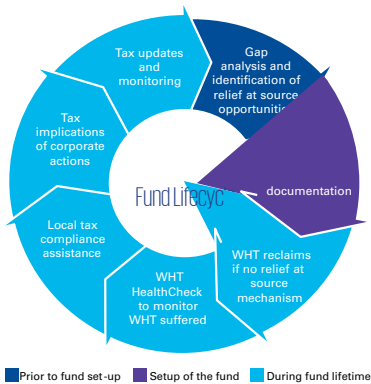 Gap
analysis and
identification of
relief at source
opportunitie
documentation
WHT reclaims
if no relief at
source
mechanism
WHT
HealthCheck
to monitor
WHT suffered
Local tax
compliance
assistance
Tax
implications
of corporate
actions
Tax updates
and
monitoring
Fund Lifecyc
Prior to fund set-up
Setup of the fund
During fund lifetime